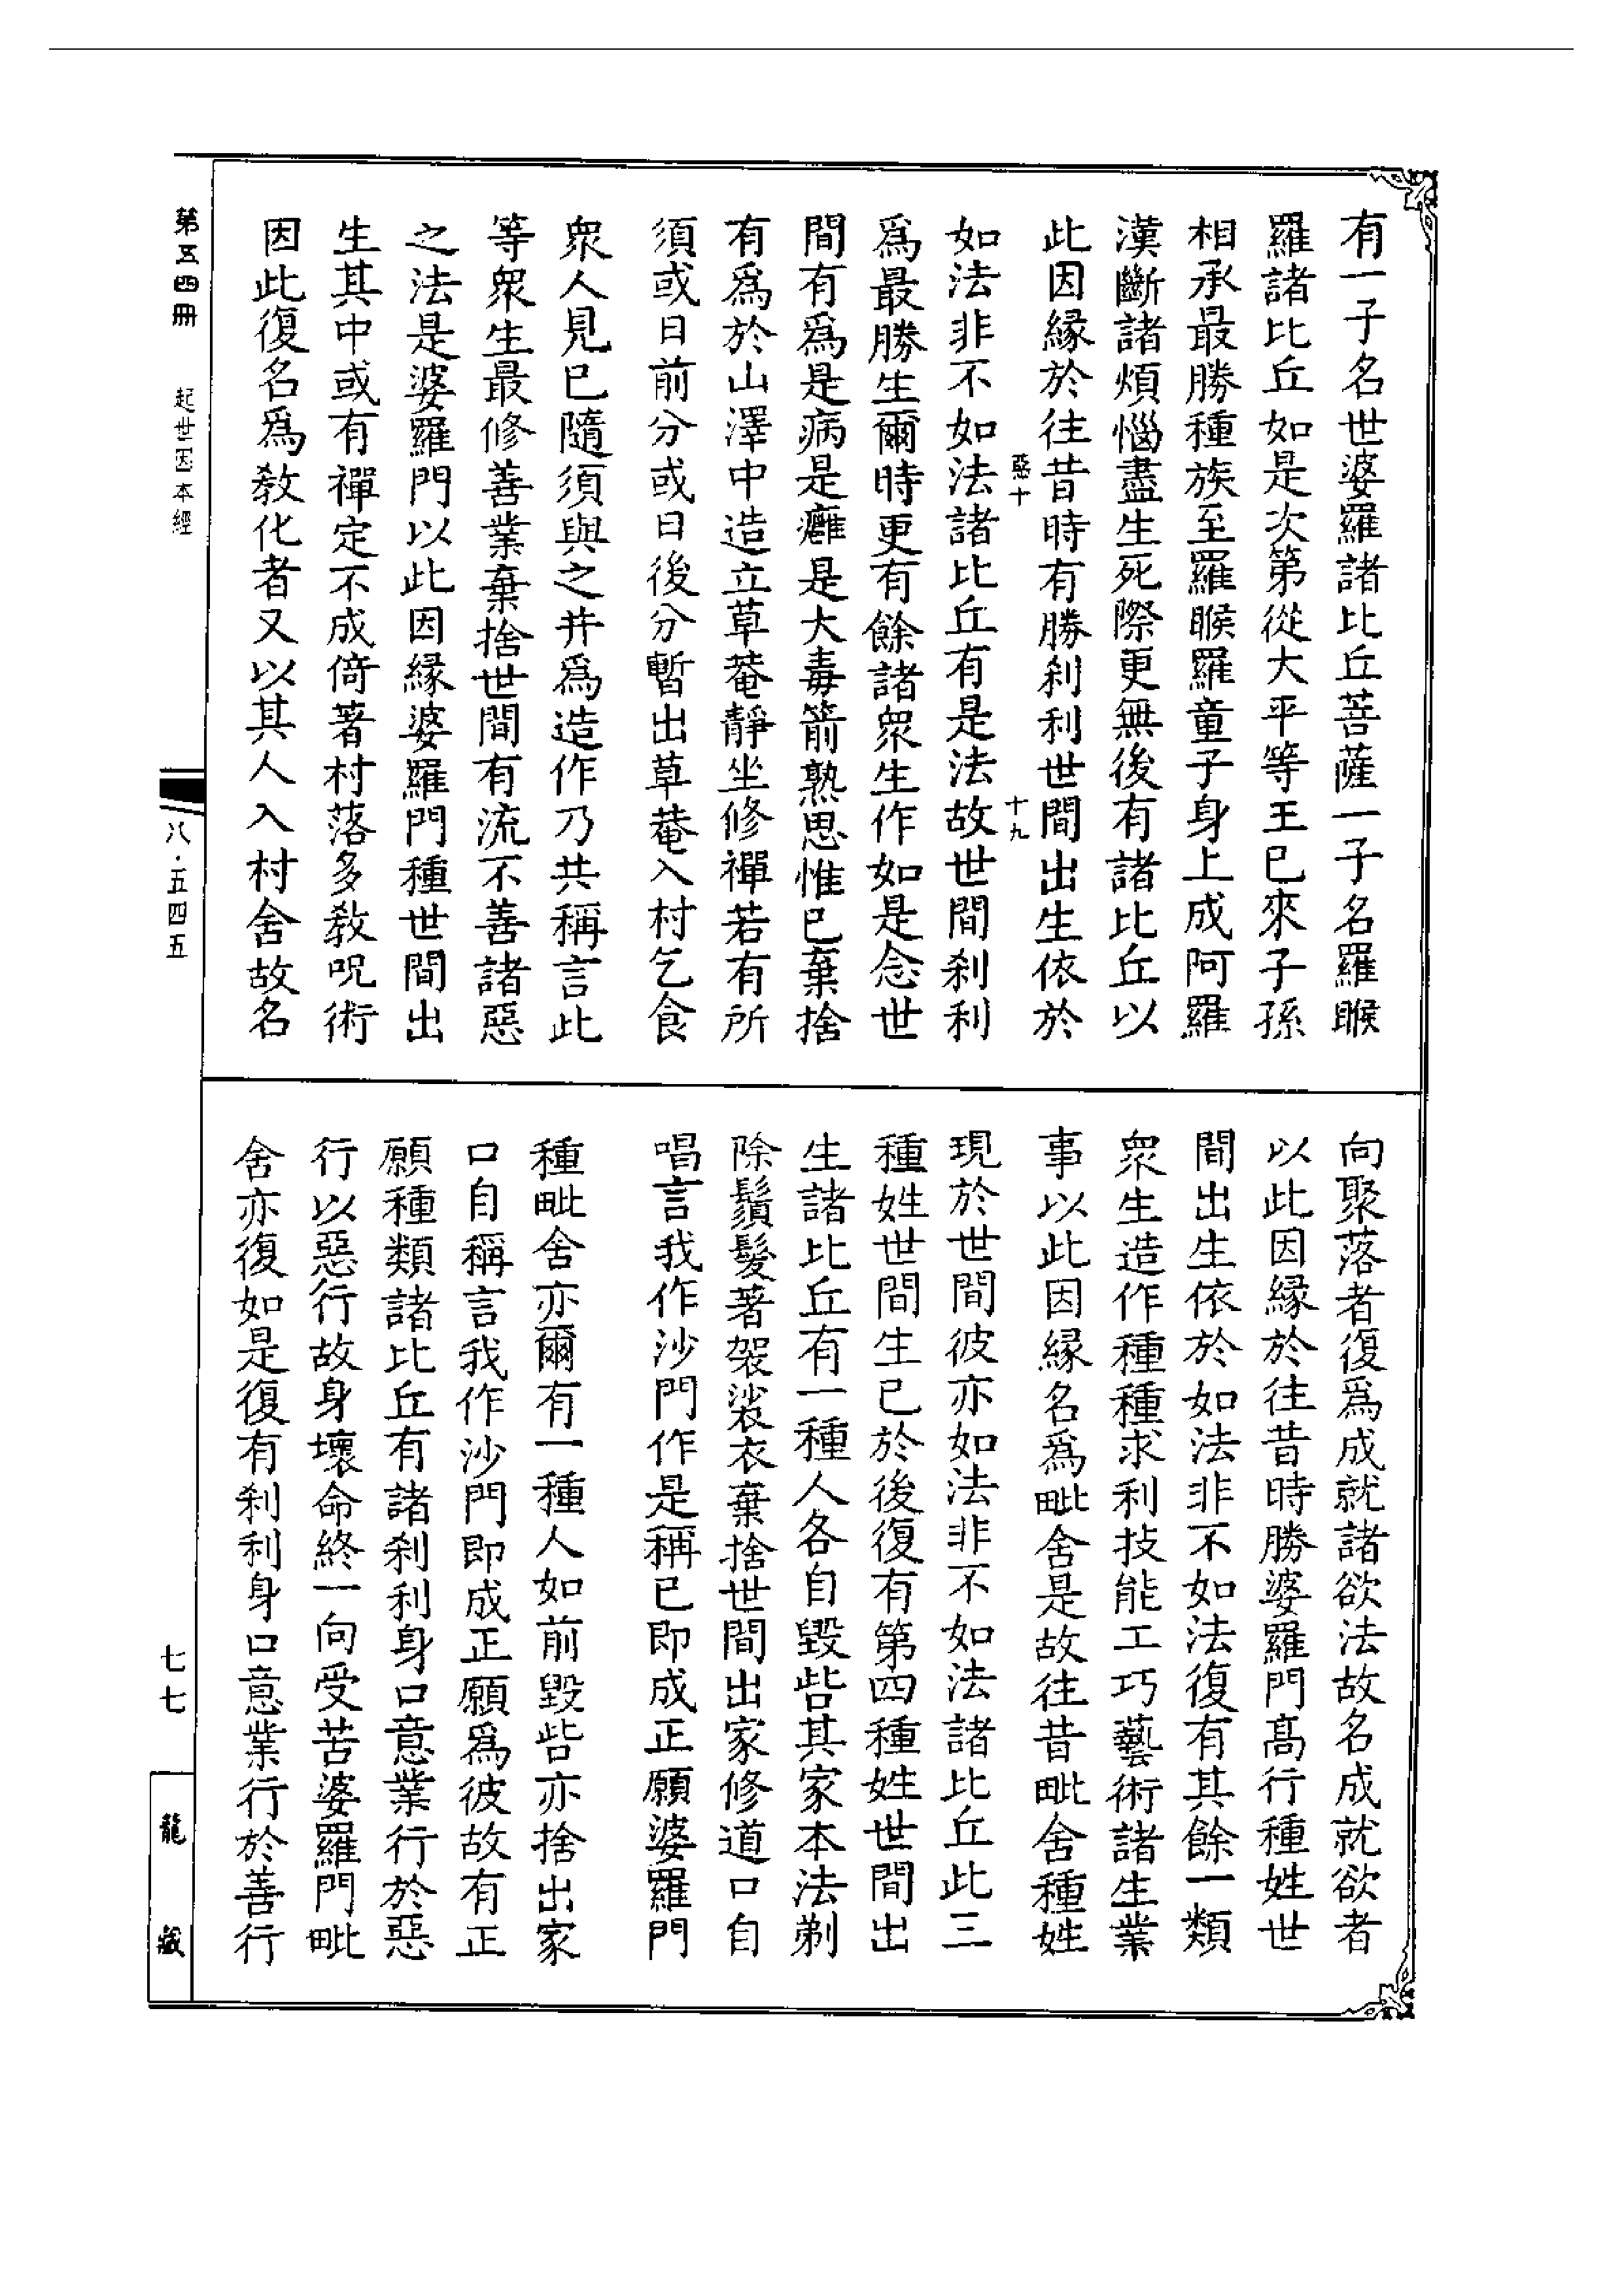 有一子名世婆羅諸比丘菩薩一子名羅睺
羅諸比丘如是次第從大平等王已來子孫
相承最勝種族至羅睺羅童子身上成阿羅
漢斷諸煩惱盡生死際更無後有諸比丘以
此因緣於往昔時有勝剎利世間出生依於
惡十 十九
如法非不如法諸比丘有是法故世間剎利
爲最勝生爾時更有餘諸衆生作如是念世
間有爲是病是癰是大毒箭熟思惟已棄捨
有爲於山澤中造立草菴靜坐修禪若有所
須或日前分或日後分暫出草菴入村乞食
衆人見已隨須與之并爲造作乃共稱言此
等衆生最修善業棄捨世間有流不善諸惡
之法是婆羅門以此因緣婆羅門種世間出
生其中或有禪定不成倚著村落多教呪術
因此復名爲教化者又以其人入村舍故名
向聚落者復爲成就諸欲法故名成就欲者
以此因緣於往昔時勝婆羅門高行種姓世
間出生依於如法非不如法復有其餘一類
衆生造作種種求利技能工巧藝術諸生業
事以此因緣名爲毗舍是故往昔毗舍種姓
現於世間彼亦如法非不如法諸比丘此三
種姓世間生已於後復有第四種姓世間出
生諸比丘有一種人各自毀呰其家本法剃
除鬚髮著袈裟衣棄捨世間出家修道口自
唱言我作沙門作是稱已即成正願婆羅門
種毗舍亦爾有一種人如前毀呰亦捨出家
口自稱言我作沙門即成正願爲彼故有正
願種類諸比丘有諸剎利身口意業行於惡
行以惡行故身壞命終一向受苦婆羅門毗
舍亦復如是復有剎利身口意業行於善行
第五四冊 起世因本經
八·五四五
七七
龍藏